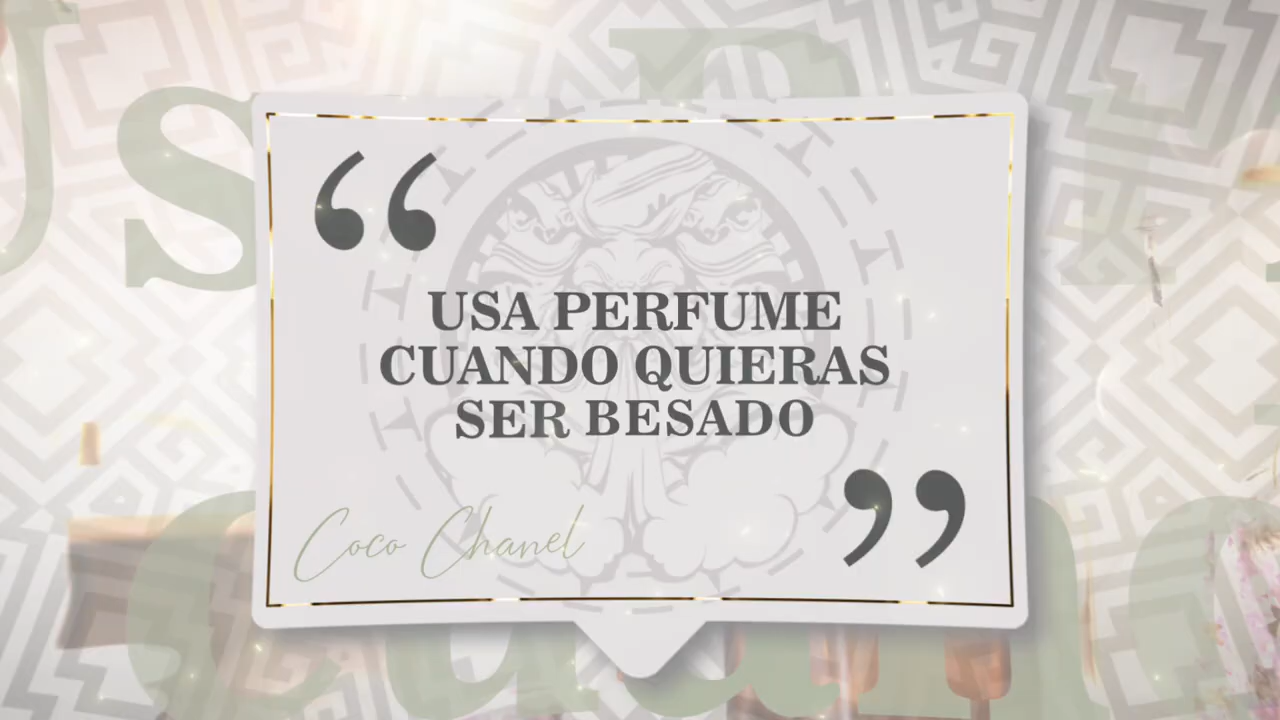 “
USA PERFUME
CUANDO QUIERAS
SER BESADO
”
Coco Chanel